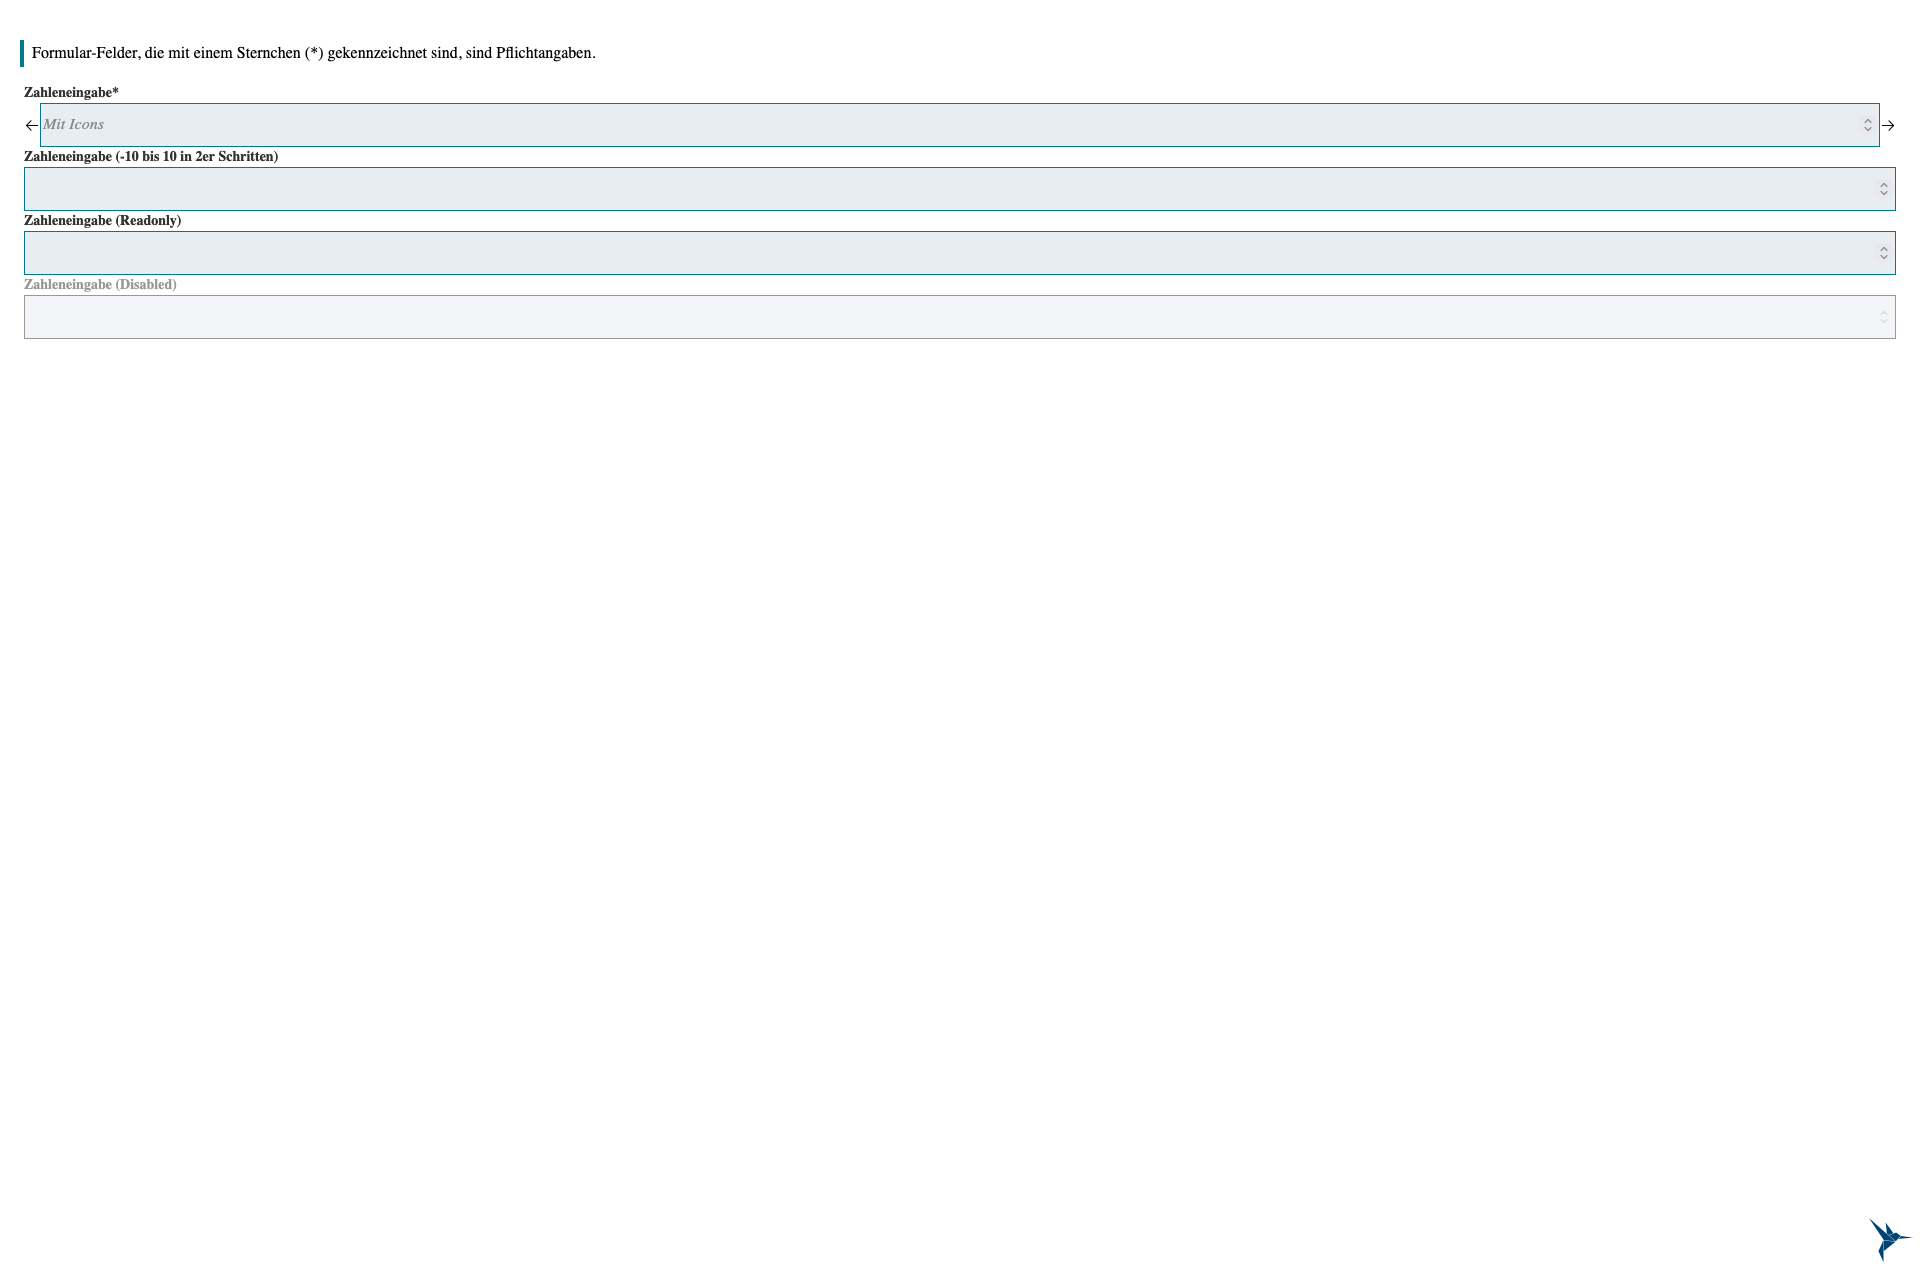 Formular-Felder, die mit einem Sternchen (*) gekennzeichnet sind, sind Pflichtangaben.
Zahleneingabe*
Mit Icons
Zahleneingabe (-10 bis 10 in 2er Schritten)
Zahleneingabe (Readonly)
Zahleneingabe (Disabled)